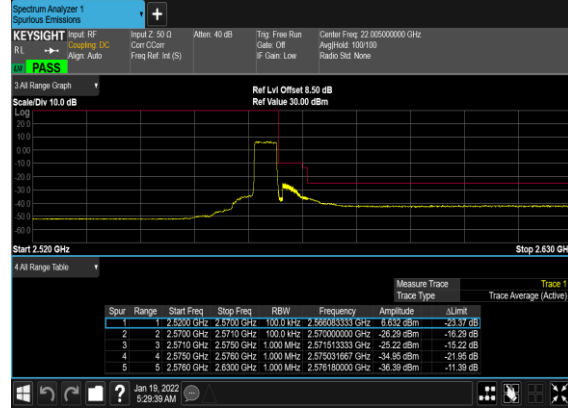 Spectrum Analyzer 1
Spurious Emissions
+
KEYSIGHT Input: RF Input Z: 50 Ω Atten: 40 dB Trig: Free Run Center Freq: 22.005000000 GHz
RL Coupling: DC Corr CCorr Gate: Off Avg|Hold: 100/100
Align: Auto Freq Ref: Int (S) IF Gain: Low Radio Std: None
PASS
3 All Range Graph
Ref Lvl Offset 8.50 dB
Scale/Div 10.0 dB Ref Value 30.00 dBm
Log
20.0
10.0
0.00
-10.0
-20.0
-30.0
-40.0
-50.0
-60.0
Start 2.520 GHz Stop 2.630 GH
4 All Range Table
Measure Trace Trace 1
Trace Type Trace Average (Active)
Spur Range Start Freq Stop Freq RBW Frequency Amplitude ΔLimit
1 1 2.5200 GHz 2.5700 GHz 100.0 kHz 2.566083333 GHz 6.632 dBm -23.37 dB
2 2 2.5700 GHz 2.5710 GHz 100.0 kHz 2.570000000 GHz -26.29 dBm -16.29 dB
3 3 2.5710 GHz 2.5750 GHz 1.000 MHz 2.571513333 GHz -25.22 dBm -15.22 dB
4 4 2.5750 GHz 2.5760 GHz 1.000 MHz 2.575031667 GHz -34.95 dBm -21.95 dB
5 5 2.5760 GHz 2.6300 GHz 1.000 MHz 2.576180000 GHz -36.39 dBm -11.39 dB
? Jan 19, 2022
5:29:39 AM